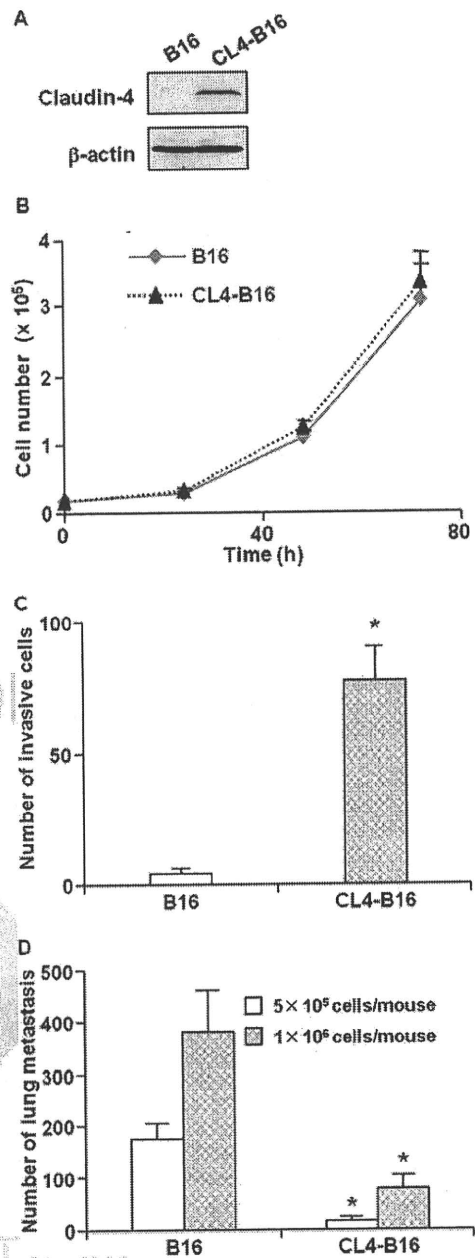 A
B16 CL4-B16
Claudin-4
β-actin
B
4
3
2
1
0
Cell number (× 10⁵)
B16
CL4-B16
0 40 80
Time (h)
C
100
50
0
Number of invasive cells
*
B16 CL4-B16
D
500
400
300
200
100
0
Number of lung metastasis
5 × 10⁵ cells/mouse
1 × 10⁶ cells/mouse
* *
B16 CL4-B16